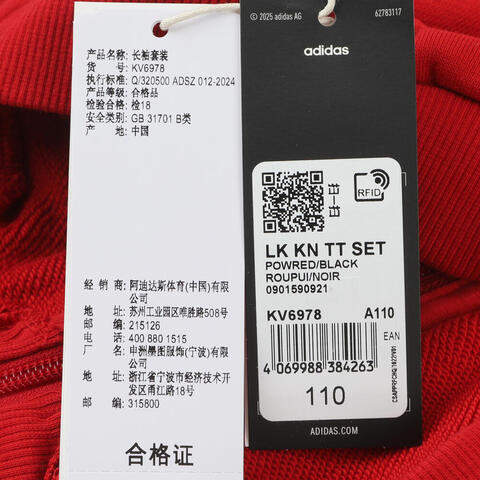 产品名称: 长袖套装
货 号: KV6978
执行标准: Q/320500 ADSZ 012-2024
产品等级: 合格品
检验合格: 检18
安全类别: GB 31701 B类
产 地: 中国
经 销 商: 阿迪达斯体育(中国)有限
公司
地 址: 苏州工业园区唯胜路508号
邮 编: 215126
电 话: 400 880 1515
厂 名: 申洲墨图服饰(宁波)有限
公司
地 址: 浙江省宁波市经济技术开
发区甬江路18号
邮 编: 315800
合格证
© 2025 adidas AG
62783117
adidas
RFID
LK KN TT SET
POWRED/BLACK
ROUPUI/NOIR
0901590921
KV6978 A110
EAN
4 069988 384263
110
ADIDAS.COM